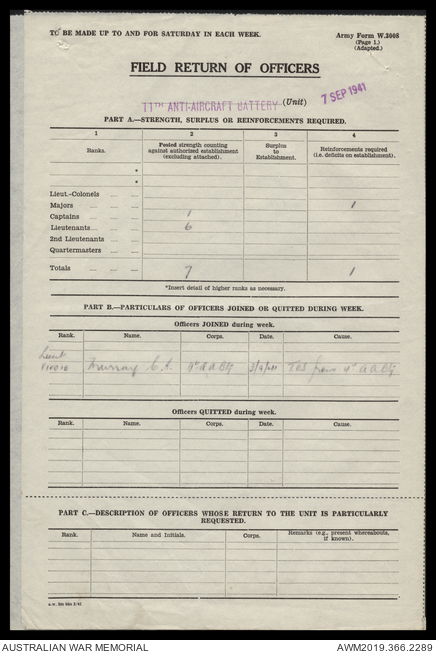 TO BE MADE UP TO AND FOR SATURDAY IN EACH WEEK.
Army Form W.3008
(Page 1.)
(Adapted.)
FIELD RETURN OF OFFICERS
11TH ANTI-AIRCRAFT BATTERY (Unit) 7 SEP 1941
PART A.—STRENGTH, SURPLUS OR REINFORCEMENTS REQUIRED.
1 2 3 4
Ranks. Posted strength counting against authorized establishment (excluding attached). Surplus to Establishment. Reinforcements required (i.e. deficits on establishment).
*
*
Lieut.-Colonels
Majors 1
Captains 1
Lieutenants 6
2nd Lieutenants
Quartermasters
Totals 7 1
*Insert detail of higher ranks as necessary.
PART B.—PARTICULARS OF OFFICERS JOINED OR QUITTED DURING WEEK.
Officers JOINED during week.
Rank. Name. Corps. Date. Cause.
Lieut
3/9/41 from
Officers QUITTED during week.
Rank. Name. Corps. Date. Cause.
PART C.—DESCRIPTION OF OFFICERS WHOSE RETURN TO THE UNIT IS PARTICULARLY
REQUESTED.
Rank. Name and Initials. Corps. Remarks (e.g., present whereabouts, if known).
AUSTRALIAN WAR MEMORIAL AWM2019.366.2289